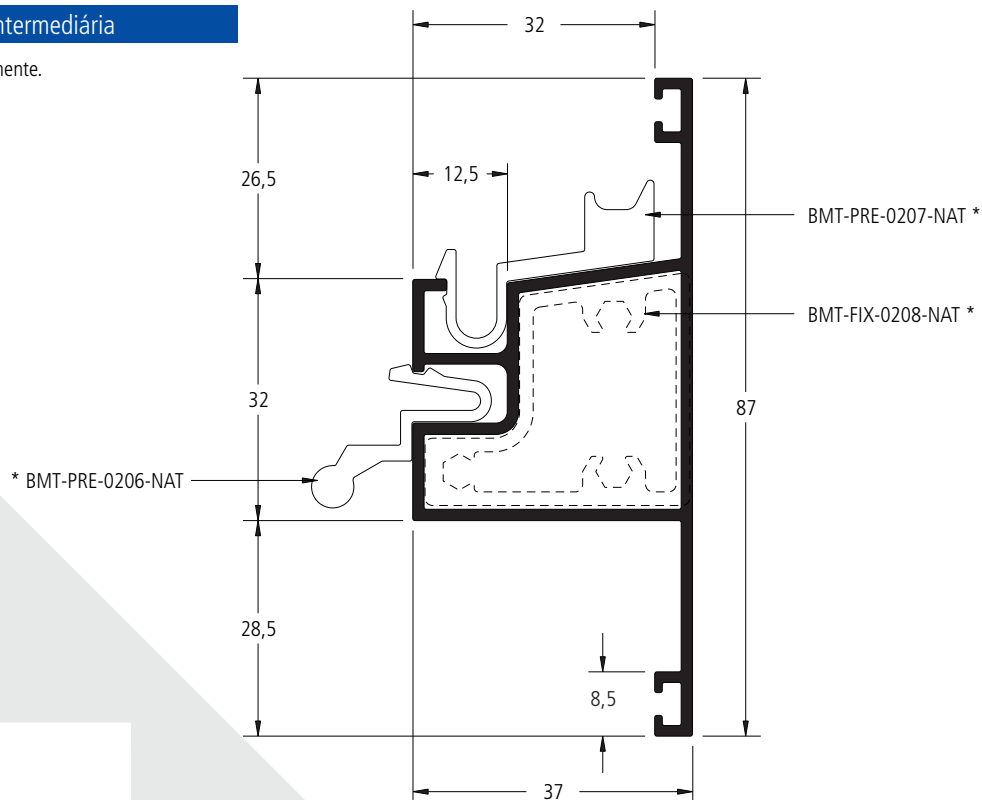 ntermediária
nente.
32
26,5
12,5
BMT-PRE-0207-NAT *
BMT-FIX-0208-NAT *
32
87
* BMT-PRE-0206-NAT
28,5
8,5
37